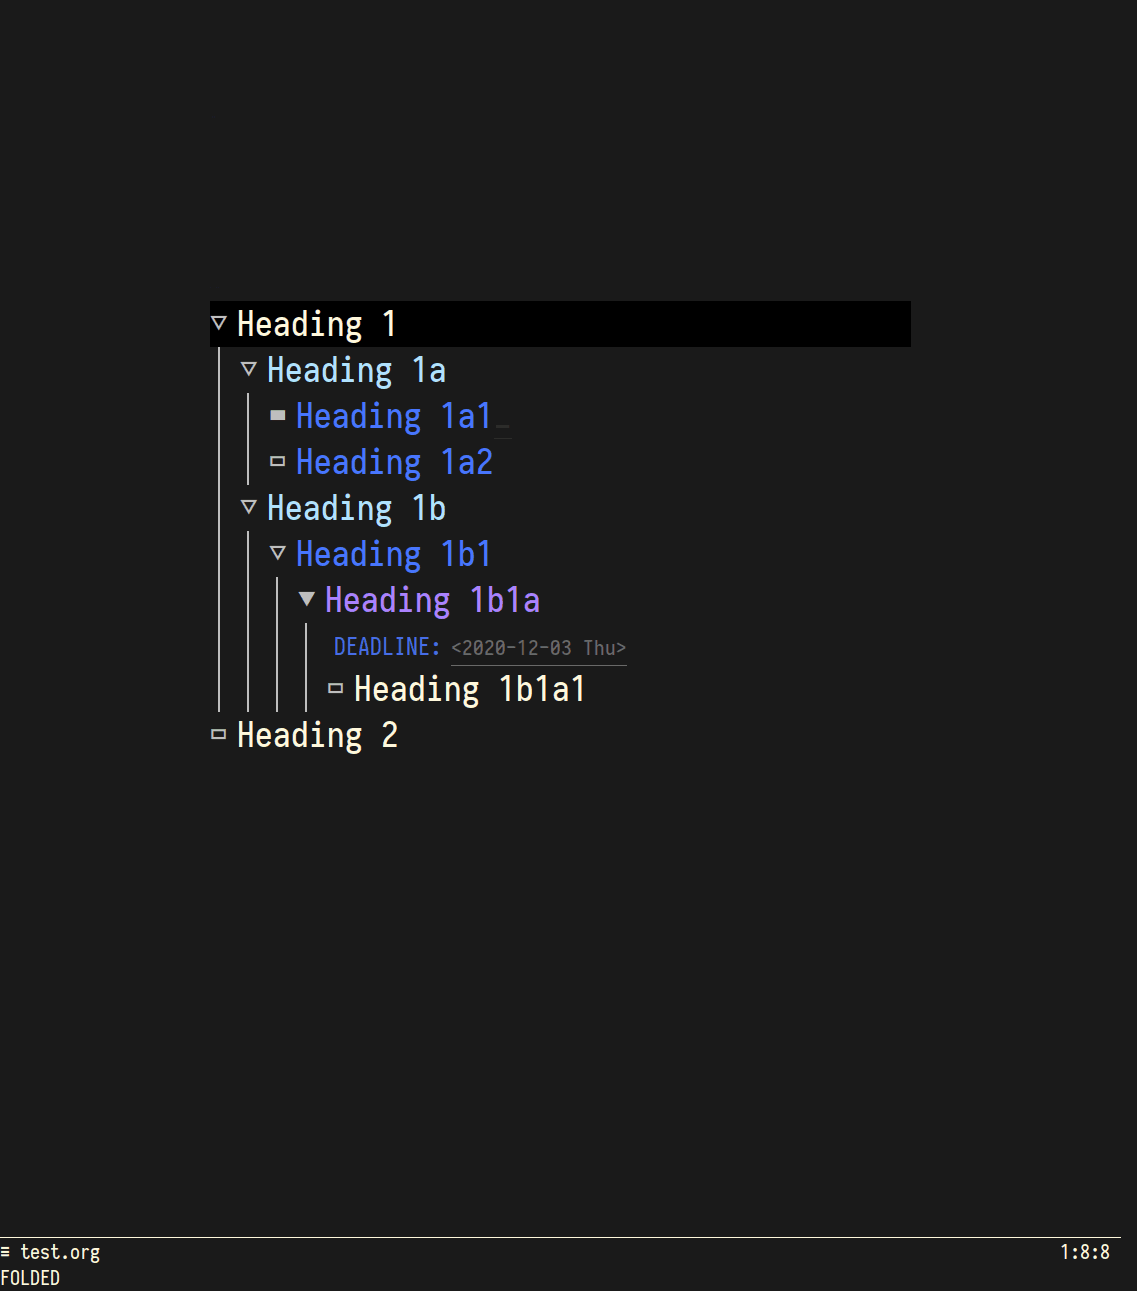 ▽ Heading 1
▽ Heading 1a
Heading 1a1
Heading 1a2
▽ Heading 1b
▽ Heading 1b1
▼ Heading 1b1a
DEADLINE: <2020-12-03 Thu>
Heading 1b1a1
Heading 2
≡ test.org 1:8:8
FOLDED